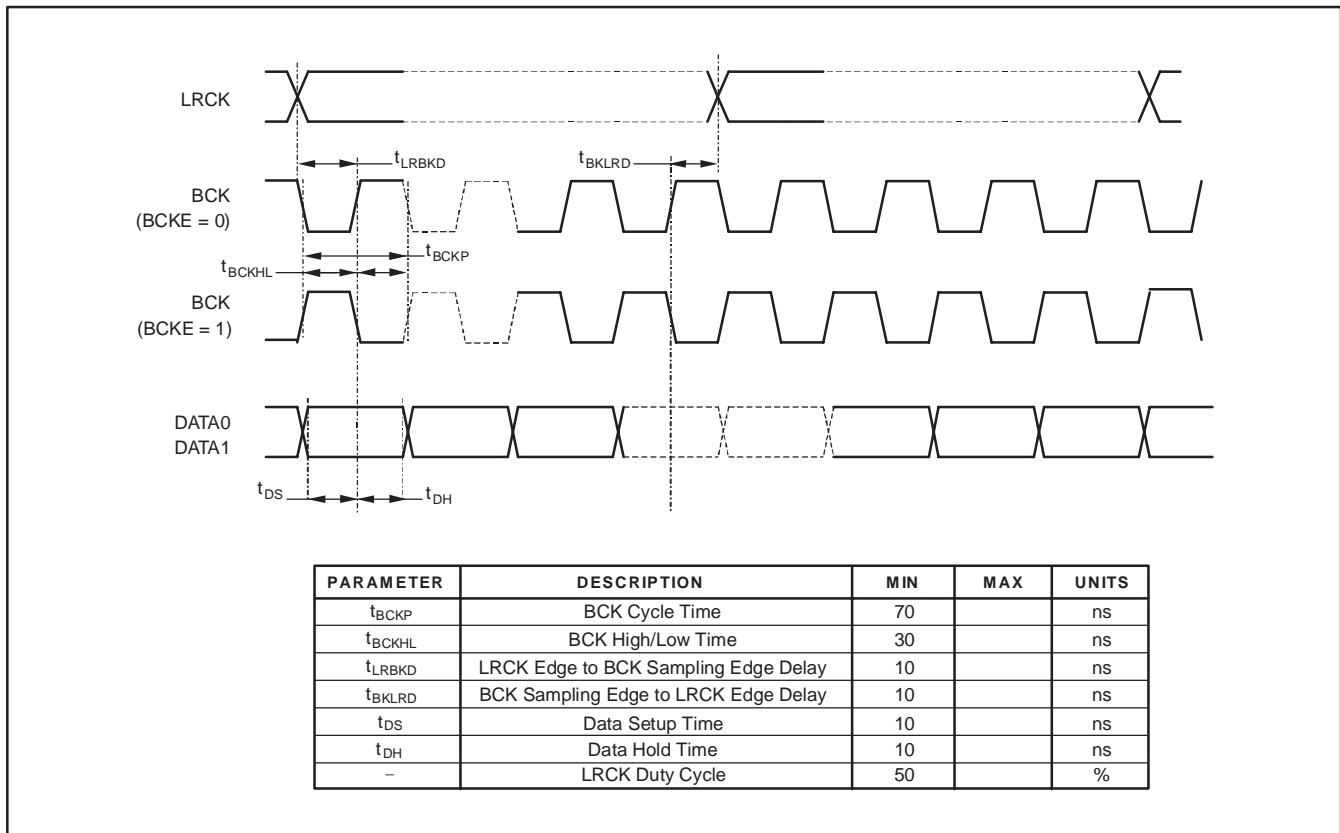 LRCK
tLRBKD
tBKLRD
BCK
(BCKE = 0)
tBCKP
tBCKHL
BCK
(BCKE = 1)
DATA0
DATA1
tDS
tDH
PARAMETER DESCRIPTION MIN MAX UNITS
tBCKP BCK Cycle Time 70 ns
tBCKHL BCK High/Low Time 30 ns
tLRBKD LRCK Edge to BCK Sampling Edge Delay 10 ns
tBKLRD BCK Sampling Edge to LRCK Edge Delay 10 ns
tDS Data Setup Time 10 ns
tDH Data Hold Time 10 ns
– LRCK Duty Cycle 50 %